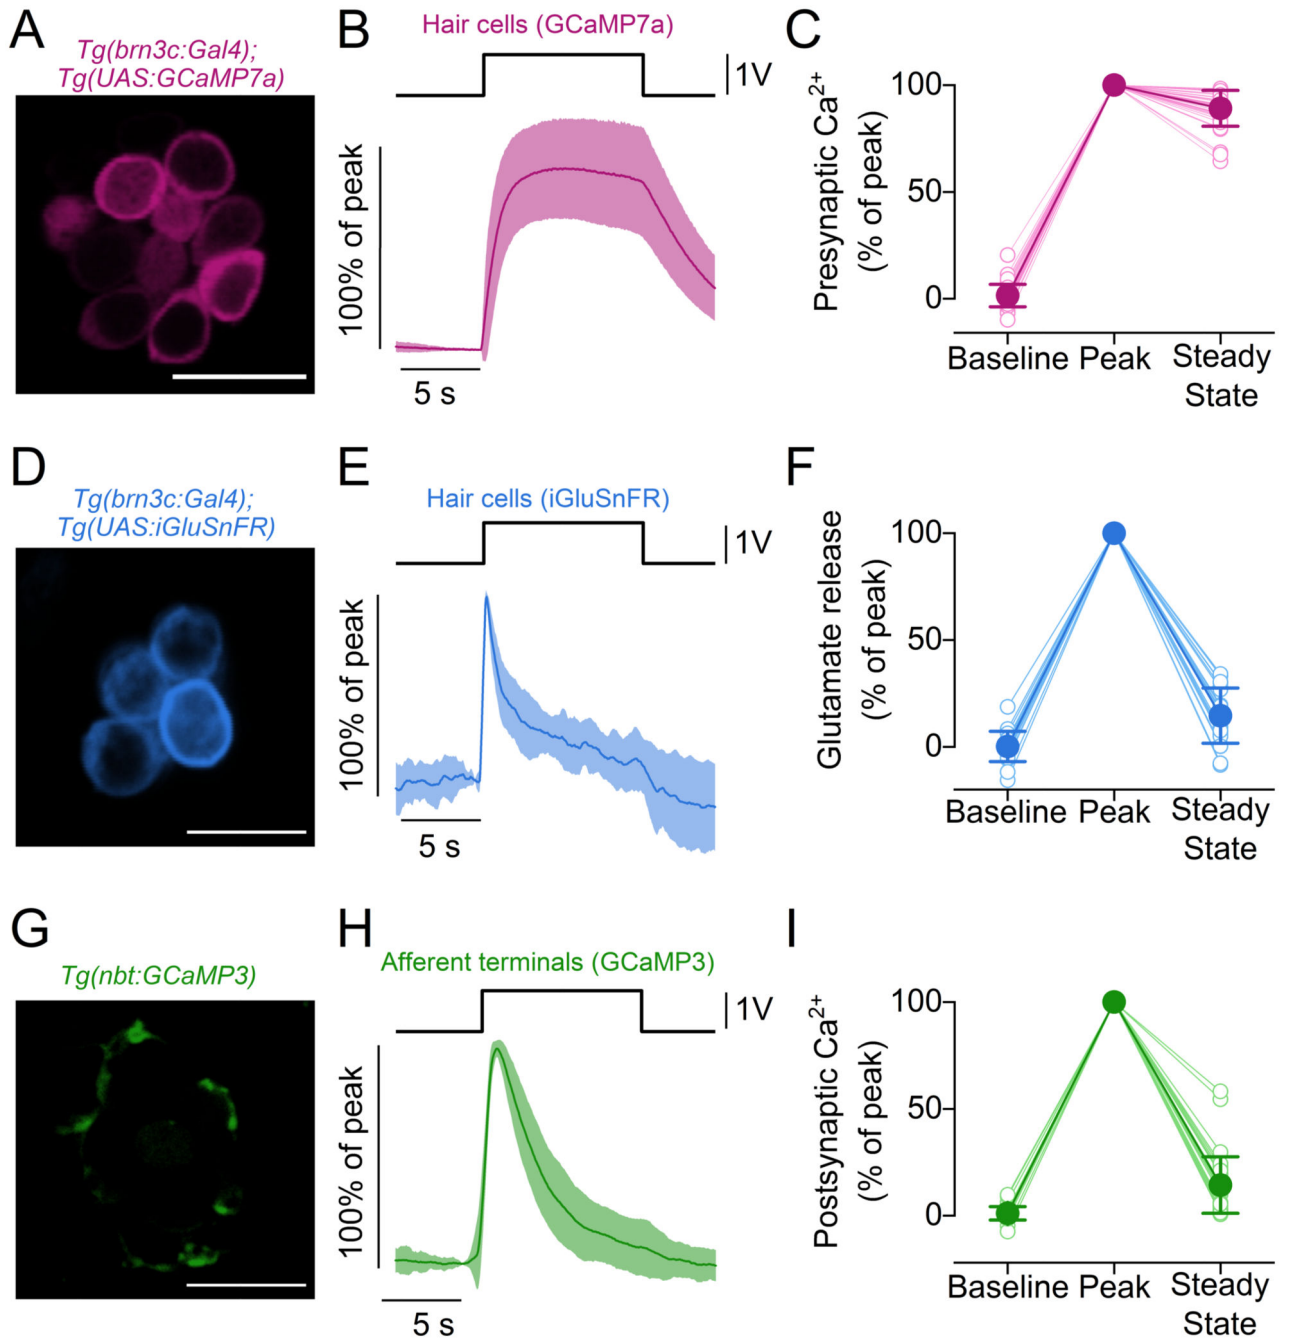 A
Tg(brn3c:Gal4);
Tg(UAS:GCaMP7a)
B
Hair cells (GCaMP7a)
1V
100% of peak
5 s
C
Presynaptic Ca²⁺
(% of peak)
100
50
0
Baseline Peak Steady
State
D
Tg(brn3c:Gal4);
Tg(UAS:iGluSnFR)
E
Hair cells (iGluSnFR)
1V
100% of peak
5 s
F
Glutamate release
(% of peak)
100
50
0
Baseline Peak Steady
State
G
Tg(nbt:GCaMP3)
H
Afferent terminals (GCaMP3)
1V
100% of peak
5 s
I
Postsynaptic Ca²⁺
(% of peak)
100
50
0
Baseline Peak Steady
State